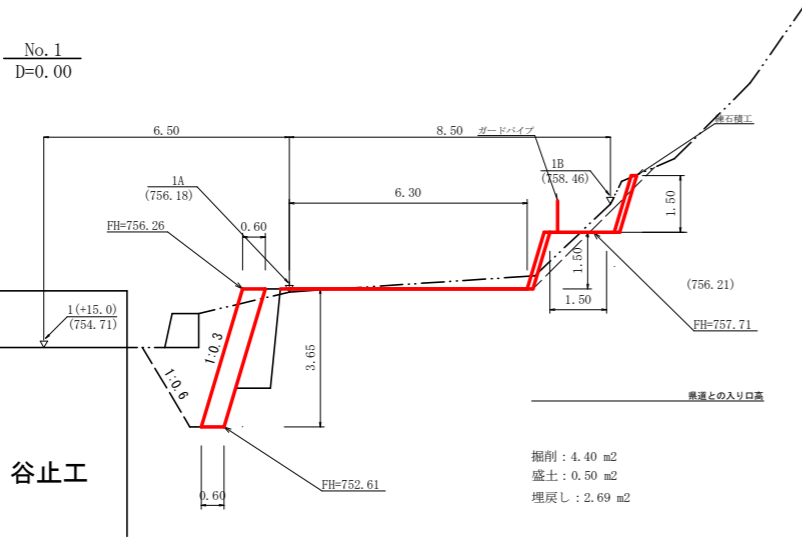 No. 1
D=0.00
6.50
8.50
ガードパイプ
練石積工
1A
(756.18)
1B
(758.46)
6.30
1.50
FH=756.26
0.60
1.50
(756.21)
1(+15.0)
(754.71)
1:0.3
1.50
FH=757.71
3.65
1:0.6
県道との入り口高
谷止工
掘削：4.40 m2
盛土：0.50 m2
埋戻し：2.69 m2
FH=752.61
0.60